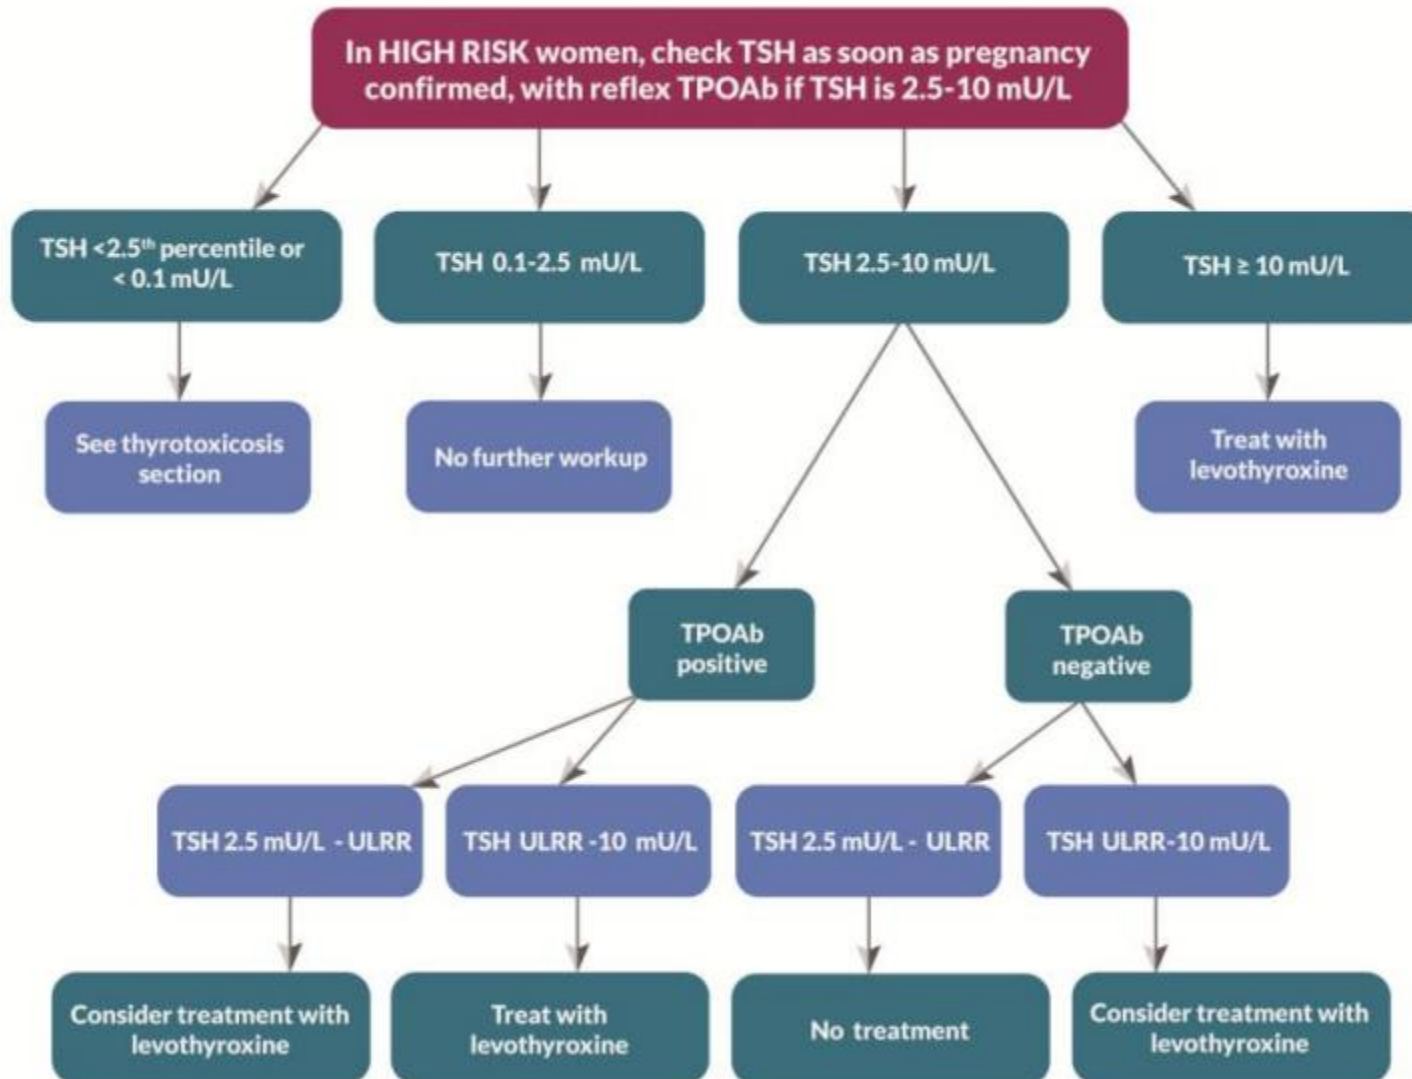 In HIGH RISK women, check TSH as soon as pregnancy
confirmed, with reflex TPOAb if TSH is 2.5-10 mU/L
TSH <2.5th percentile or
< 0.1 mU/L
TSH 0.1-2.5 mU/L
TSH 2.5-10 mU/L
TSH ≥ 10 mU/L
See thyrotoxicosis
section
No further workup
Treat with
levothyroxine
TPOAb
positive
TPOAb
negative
TSH 2.5 mU/L - ULRR
TSH ULRR -10 mU/L
TSH 2.5 mU/L - ULRR
TSH ULRR-10 mU/L
Consider treatment with
levothyroxine
Treat with
levothyroxine
No treatment
Consider treatment with
levothyroxine